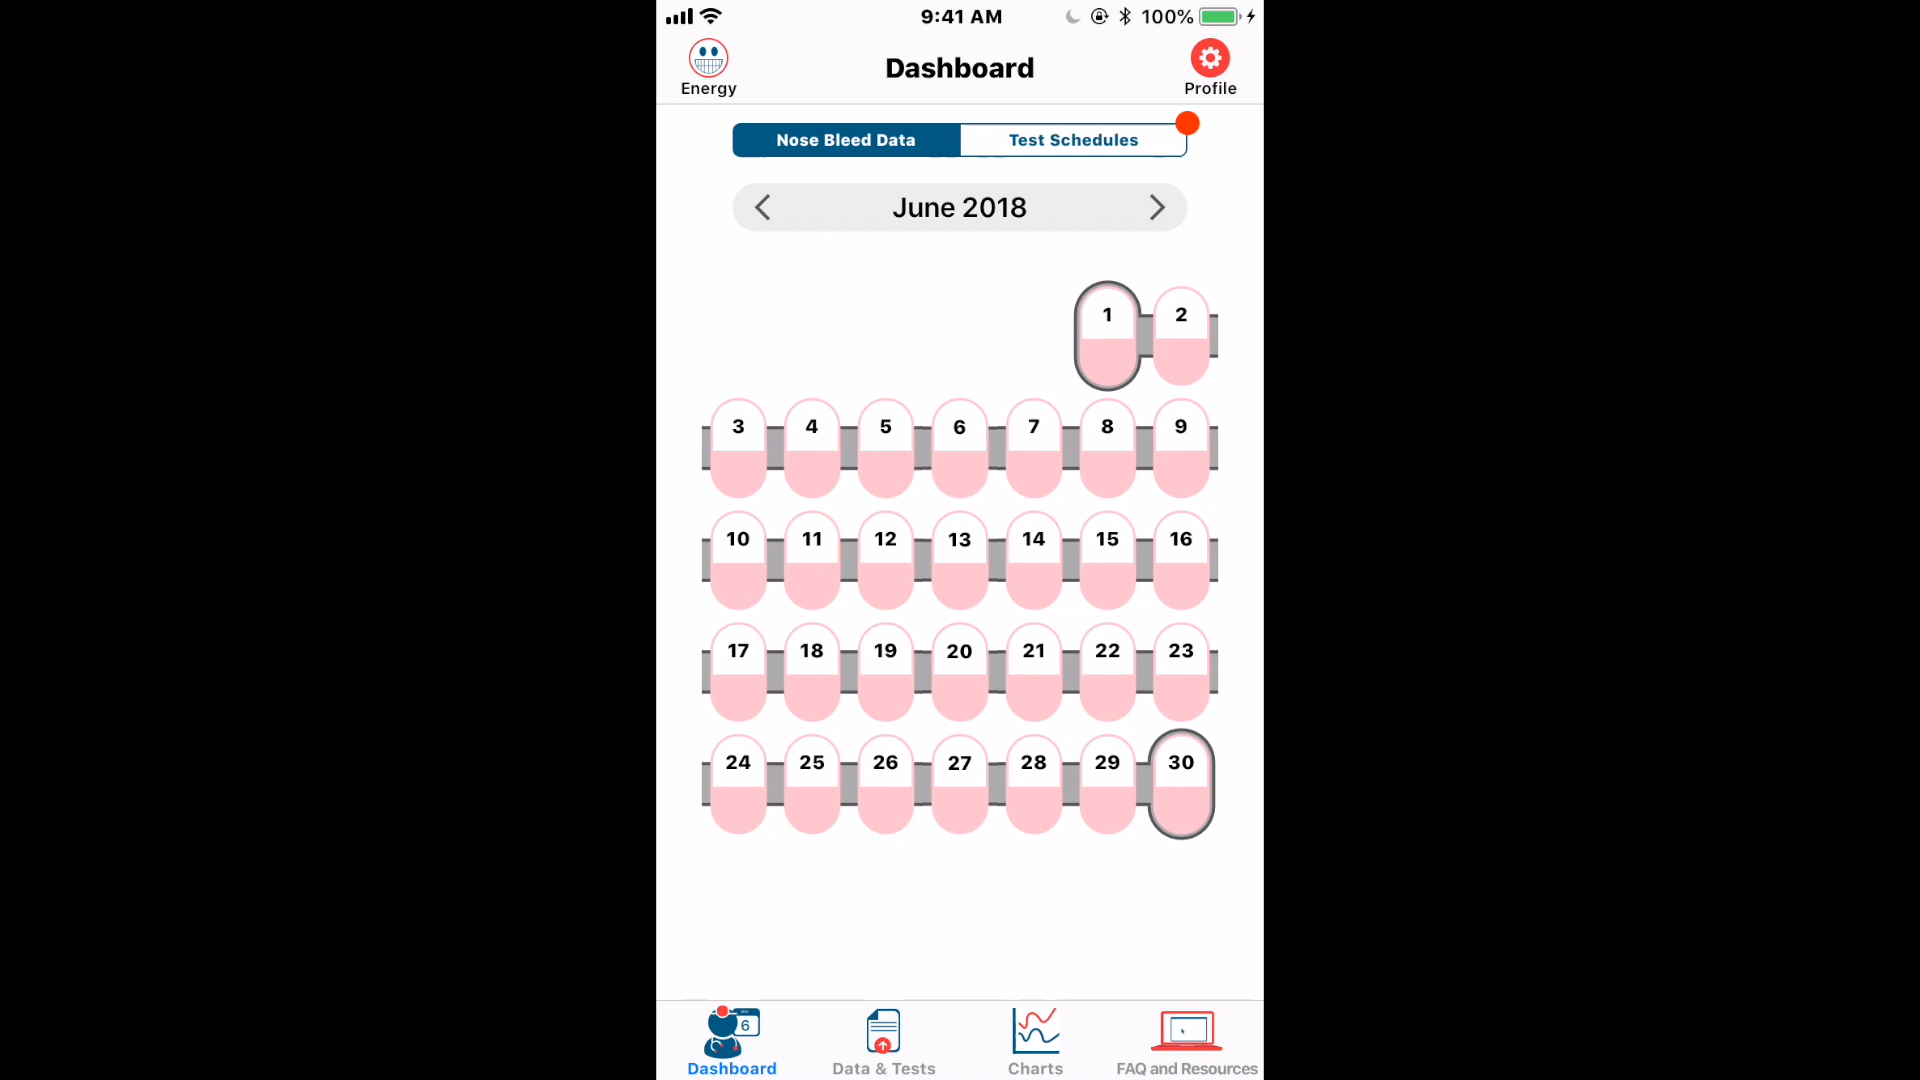 9:41 AM 100%
Energy Dashboard Profile
Nose Bleed Data Test Schedules
June 2018
1 2
3 4 5 6 7 8 9
10 11 12 13 14 15 16
17 18 19 20 21 22 23
24 25 26 27 28 29 30
6
Dashboard Data & Tests Charts FAQ and Resources